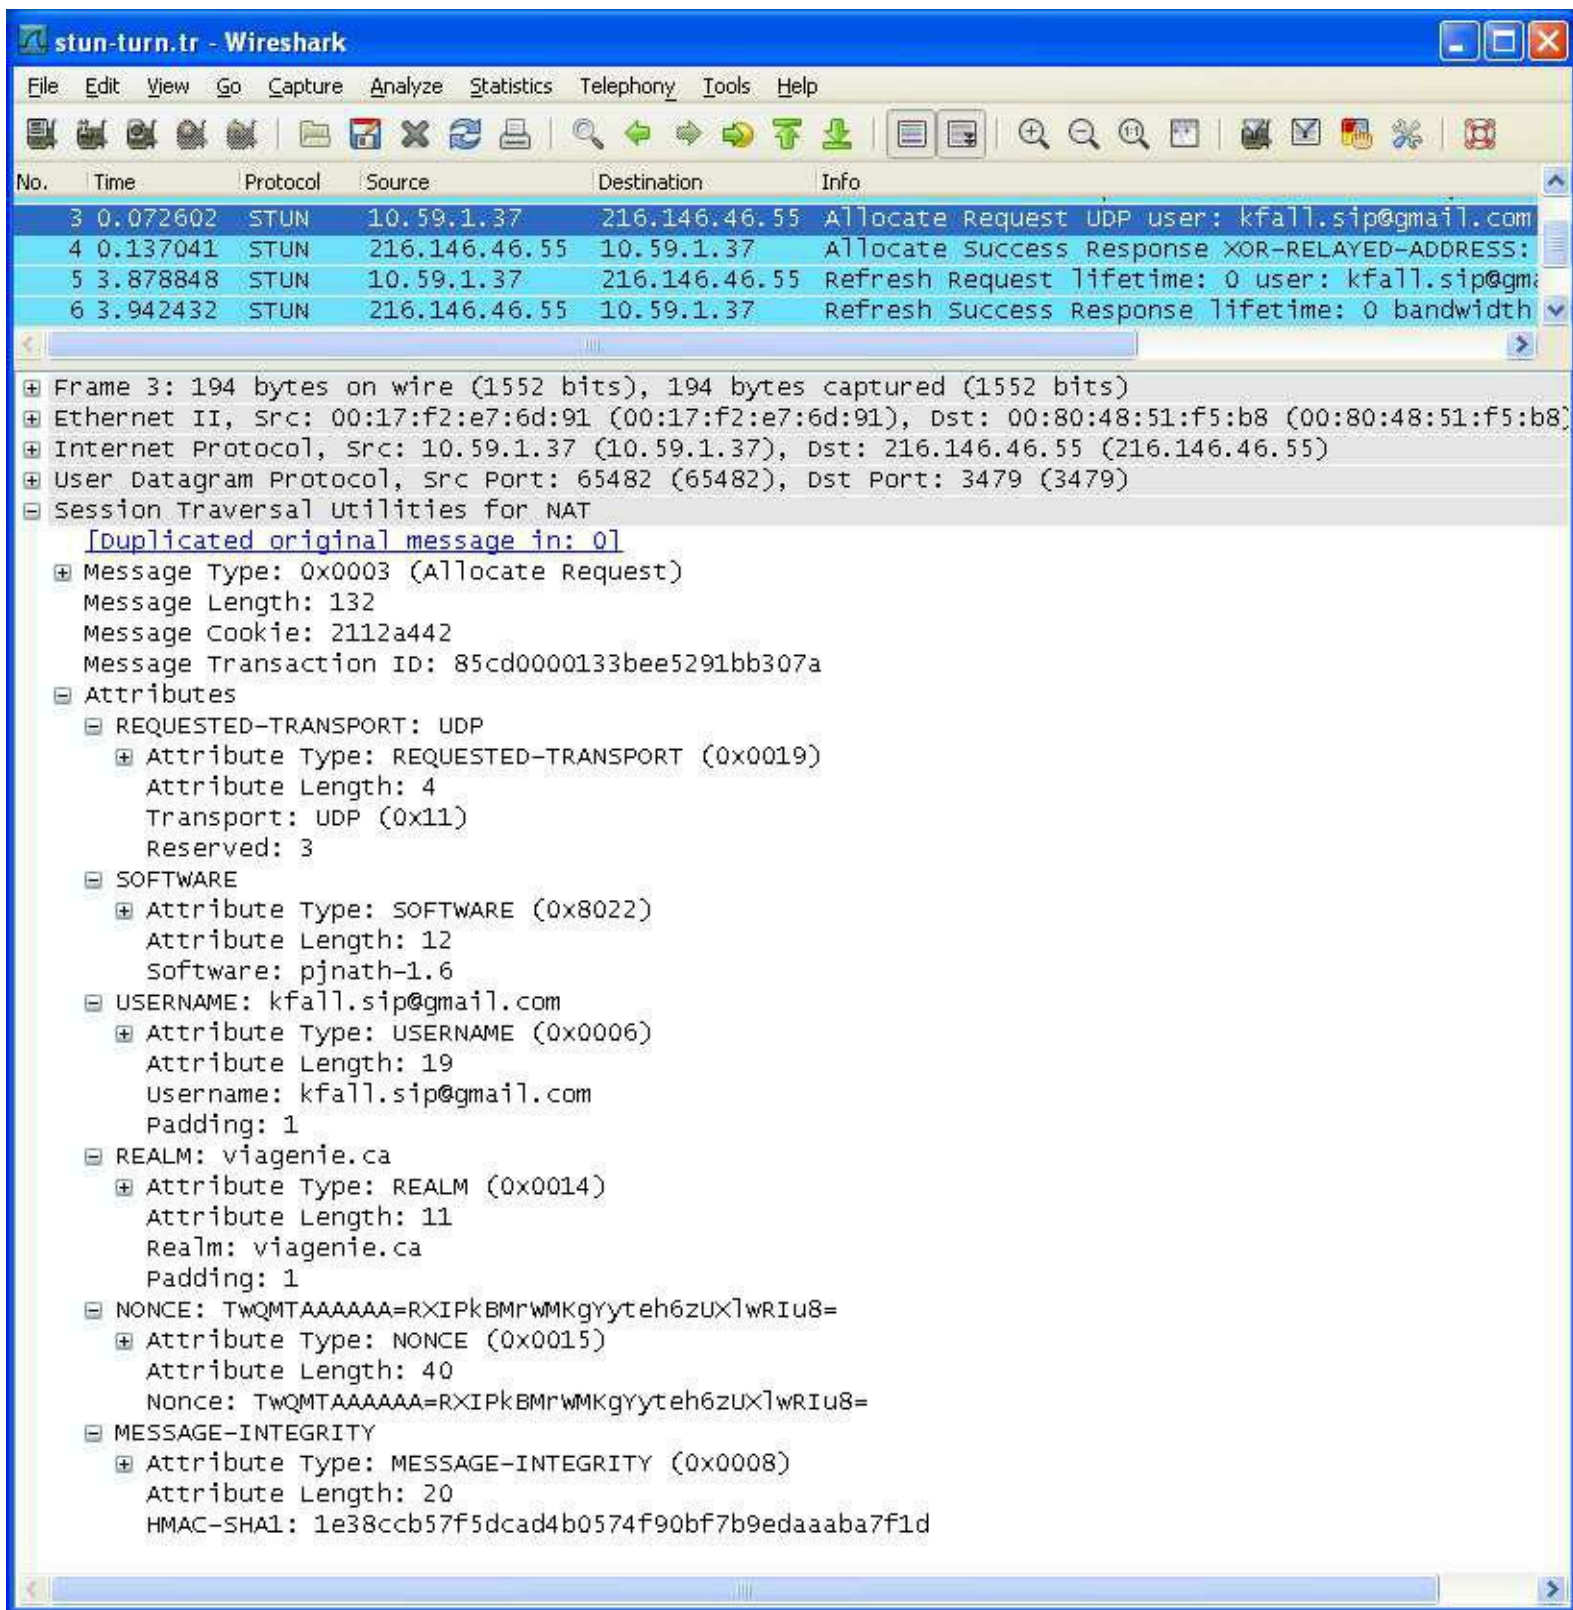 stun-turn.tr - Wireshark
File Edit View Go Capture Analyze Statistics Telephony Tools Help
No. Time Protocol Source Destination Info
3 0.072602 STUN 10.59.1.37 216.146.46.55 Allocate Request UDP user: kfall.sip@gmail.com
4 0.137041 STUN 216.146.46.55 10.59.1.37 Allocate Success Response XOR-RELAYED-ADDRESS:
5 3.878848 STUN 10.59.1.37 216.146.46.55 Refresh Request lifetime: 0 user: kfall.sip@gma
6 3.942432 STUN 216.146.46.55 10.59.1.37 Refresh Success Response lifetime: 0 bandwidth
Frame 3: 194 bytes on wire (1552 bits), 194 bytes captured (1552 bits)
Ethernet II, Src: 00:17:f2:e7:6d:91 (00:17:f2:e7:6d:91), Dst: 00:80:48:51:f5:b8 (00:80:48:51:f5:b8)
Internet Protocol, Src: 10.59.1.37 (10.59.1.37), Dst: 216.146.46.55 (216.146.46.55)
User Datagram Protocol, Src Port: 65482 (65482), Dst Port: 3479 (3479)
Session Traversal Utilities for NAT
[Duplicated original message in: 0]
Message Type: 0x0003 (Allocate Request)
Message Length: 132
Message Cookie: 2112a442
Message Transaction ID: 85cd0000133bee5291bb307a
Attributes
REQUESTED-TRANSPORT: UDP
Attribute Type: REQUESTED-TRANSPORT (0x0019)
Attribute Length: 4
Transport: UDP (0x11)
Reserved: 3
SOFTWARE
Attribute Type: SOFTWARE (0x8022)
Attribute Length: 12
Software: pjnath-1.6
USERNAME: kfall.sip@gmail.com
Attribute Type: USERNAME (0x0006)
Attribute Length: 19
Username: kfall.sip@gmail.com
Padding: 1
REALM: viagenie.ca
Attribute Type: REALM (0x0014)
Attribute Length: 11
Realm: viagenie.ca
Padding: 1
NONCE: TwQMTAAAAAA=RXIPkBMrWMKgYyteh6zUXlwRIu8=
Attribute Type: NONCE (0x0015)
Attribute Length: 40
Nonce: TwQMTAAAAAA=RXIPkBMrWMKgYyteh6zUXlwRIu8=
MESSAGE-INTEGRITY
Attribute Type: MESSAGE-INTEGRITY (0x0008)
Attribute Length: 20
HMAC-SHA1: 1e38ccb57f5dcad4b0574f90bf7b9edaaaba7f1d